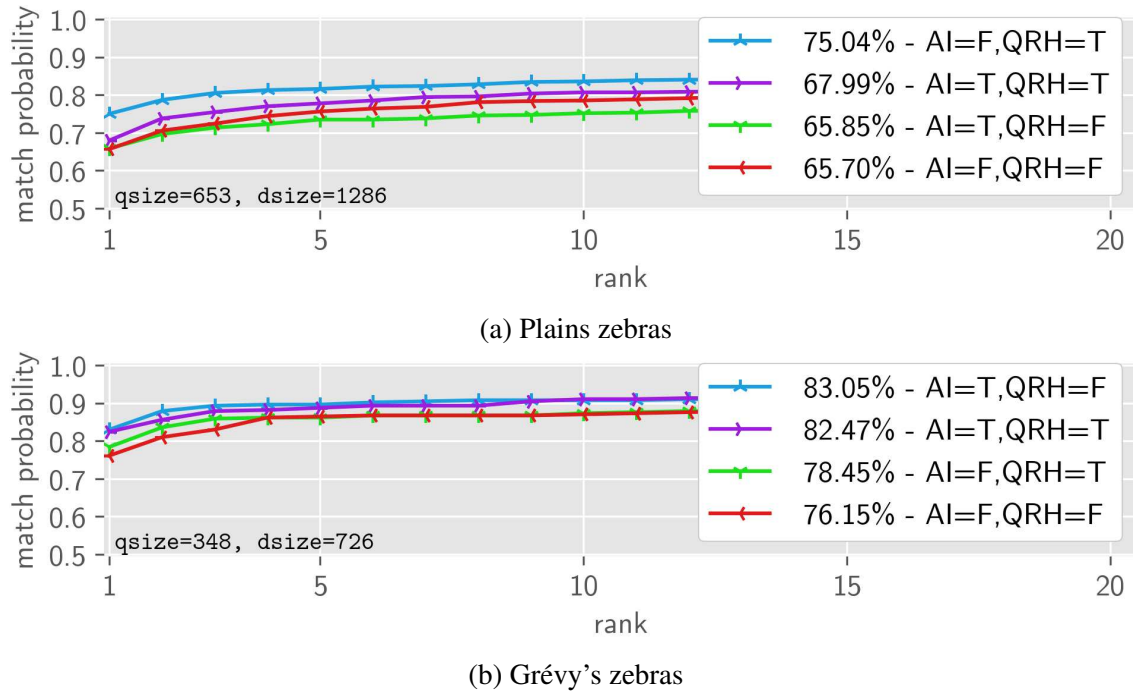 match probability
1.0
0.9
0.8
0.7
0.6
0.5
75.04% - AI=F,QRH=T
67.99% - AI=T,QRH=T
65.85% - AI=T,QRH=F
65.70% - AI=F,QRH=F
qsize=653, dsize=1286
1 5 10 15 20
rank
(a) Plains zebras
match probability
1.0
0.9
0.8
0.7
0.6
0.5
83.05% - AI=T,QRH=F
82.47% - AI=T,QRH=T
78.45% - AI=F,QRH=T
76.15% - AI=F,QRH=F
qsize=348, dsize=726
1 5 10 15 20
rank
(b) Grévy's zebras